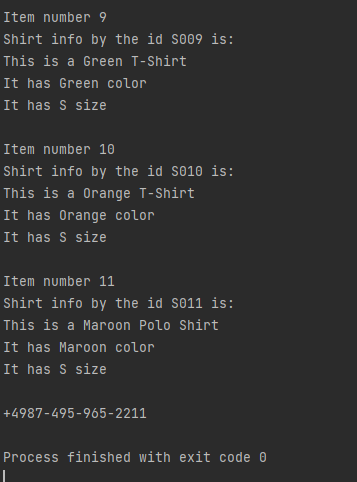 Item number 9
Shirt info by the id S009 is:
This is a Green T-Shirt
It has Green color
It has S size
Item number 10
Shirt info by the id S010 is:
This is a Orange T-Shirt
It has Orange color
It has S size
Item number 11
Shirt info by the id S011 is:
This is a Maroon Polo Shirt
It has Maroon color
It has S size
+4987-495-965-2211
Process finished with exit code 0